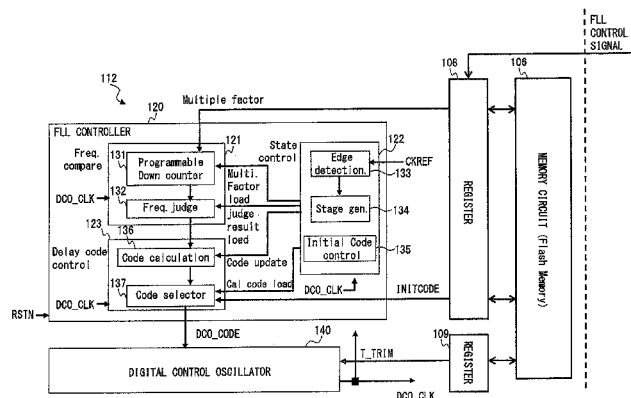 FLL
CONTROL
SIGNAL
112
120
Multiple factor
108
106
FLL CONTROLLER
121
State
control
122
Freq.
compare
131
Programmable
Down counter
Edge
detection.
133
CKREF
Multi.
Factor
load
132
DCO_CLK
Freq. judge
judge
result
load
Stage gen.
134
REGISTER
MEMORY CIRCUIT (Flash Memory)
123
136
Delay code
control
Code calculation
Code update
Initial Code
control
135
137
Cal code load
DCO_CLK
DCO_CLK
Code selector
INITCODE
RSTN
DCO_CODE
140
109
T_TRIM
DIGITAL CONTROL OSCILLATOR
REGISTER
DCO_CLK